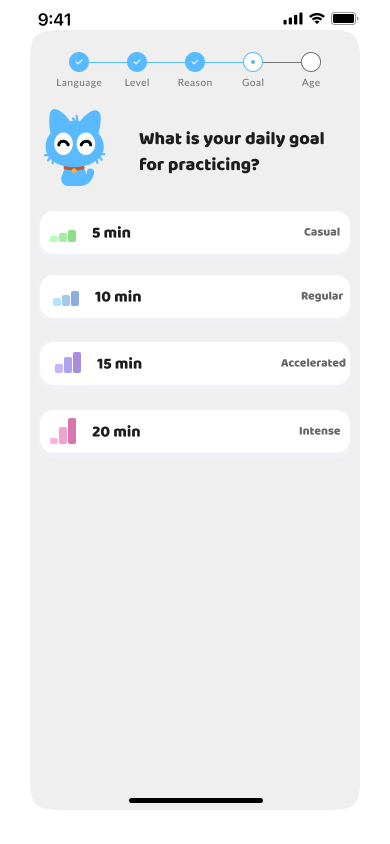 9:41
Language Level Reason Goal Age
What is your daily goal
for practicing?
5 min Casual
10 min Regular
15 min Accelerated
20 min Intense